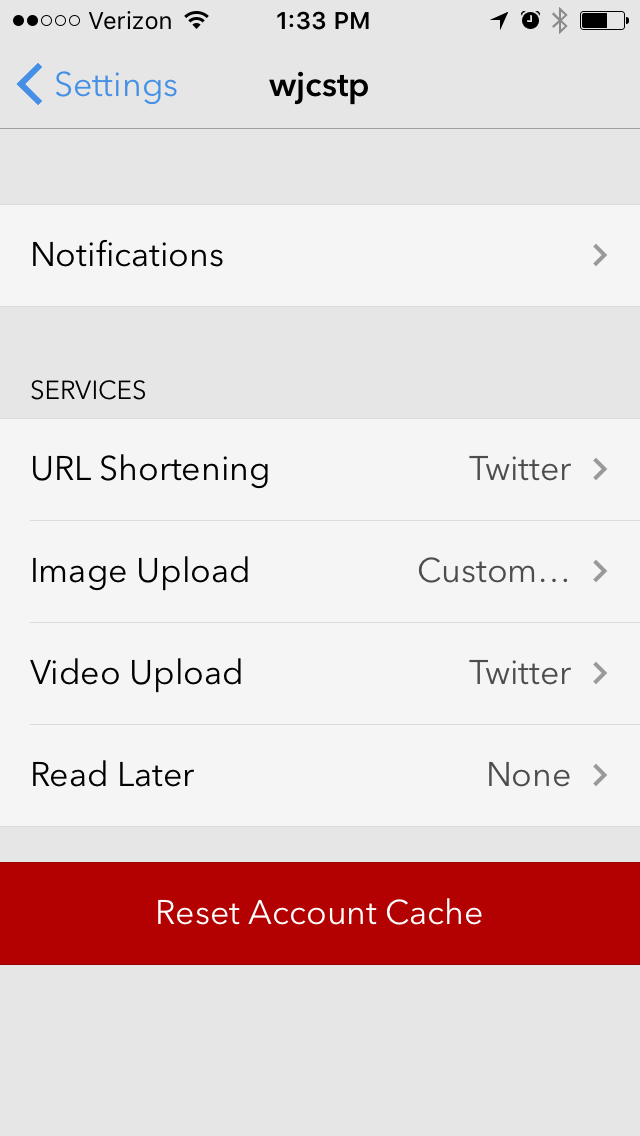 Verizon 1:33 PM
Settings wjcstp
Notifications
SERVICES
URL Shortening Twitter
Image Upload Custom...
Video Upload Twitter
Read Later None
Reset Account Cache